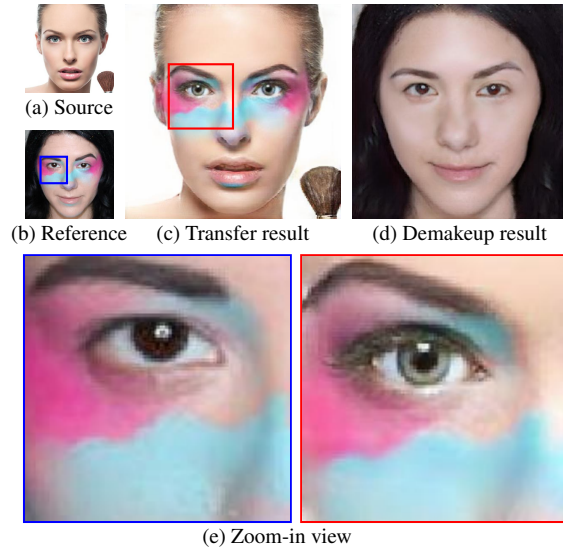 (a) Source
(b) Reference
(c) Transfer result
(d) Demakeup result
(e) Zoom-in view